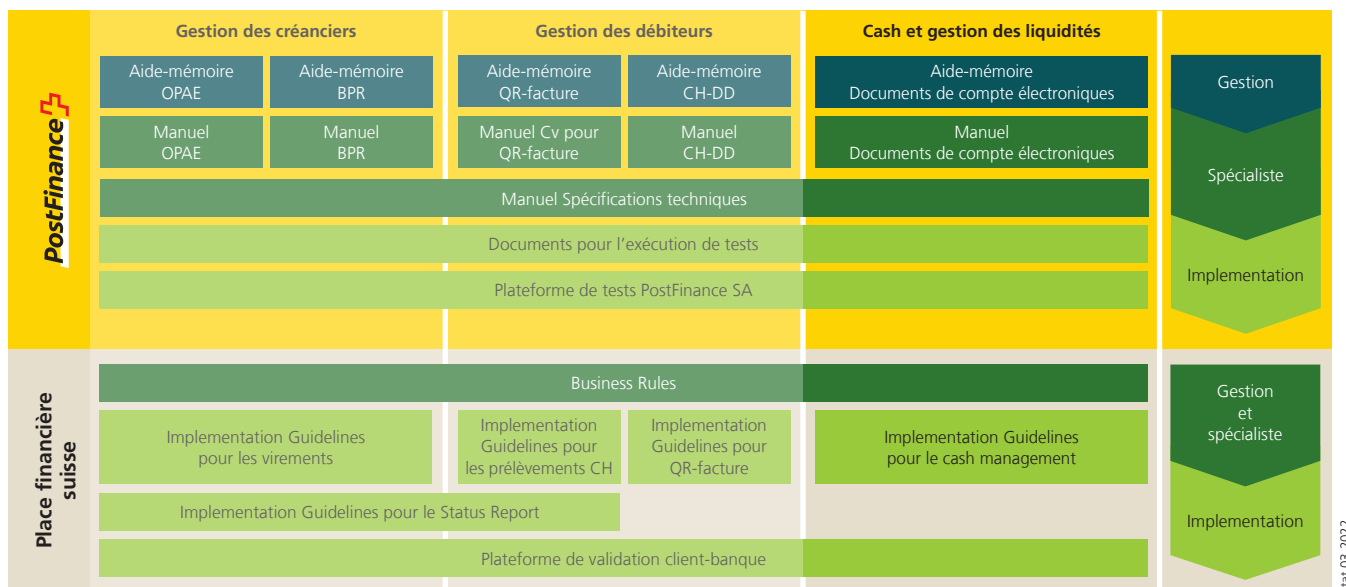 Gestion des créanciers
Gestion des débiteurs
Cash et gestion des liquidités
PostFinance
Aide-mémoire
OPAE
Aide-mémoire
BPR
Aide-mémoire
QR-facture
Aide-mémoire
CH-DD
Aide-mémoire
Documents de compte électroniques
Gestion
Manuel
OPAE
Manuel
BPR
Manuel Cv pour
QR-facture
Manuel
CH-DD
Manuel
Documents de compte électroniques
Spécialiste
Manuel Spécifications techniques
Documents pour l’exécution de tests
Plateforme de tests PostFinance SA
Implementation
Place financière
suisse
Business Rules
Gestion
et
spécialiste
Implementation Guidelines
pour les virements
Implementation
Guidelines pour
les prélèvements CH
Implementation
Guidelines pour
QR-facture
Implementation Guidelines
pour le cash management
Implementation Guidelines pour le Status Report
Implementation
Plateforme de validation client-banque
03.2022